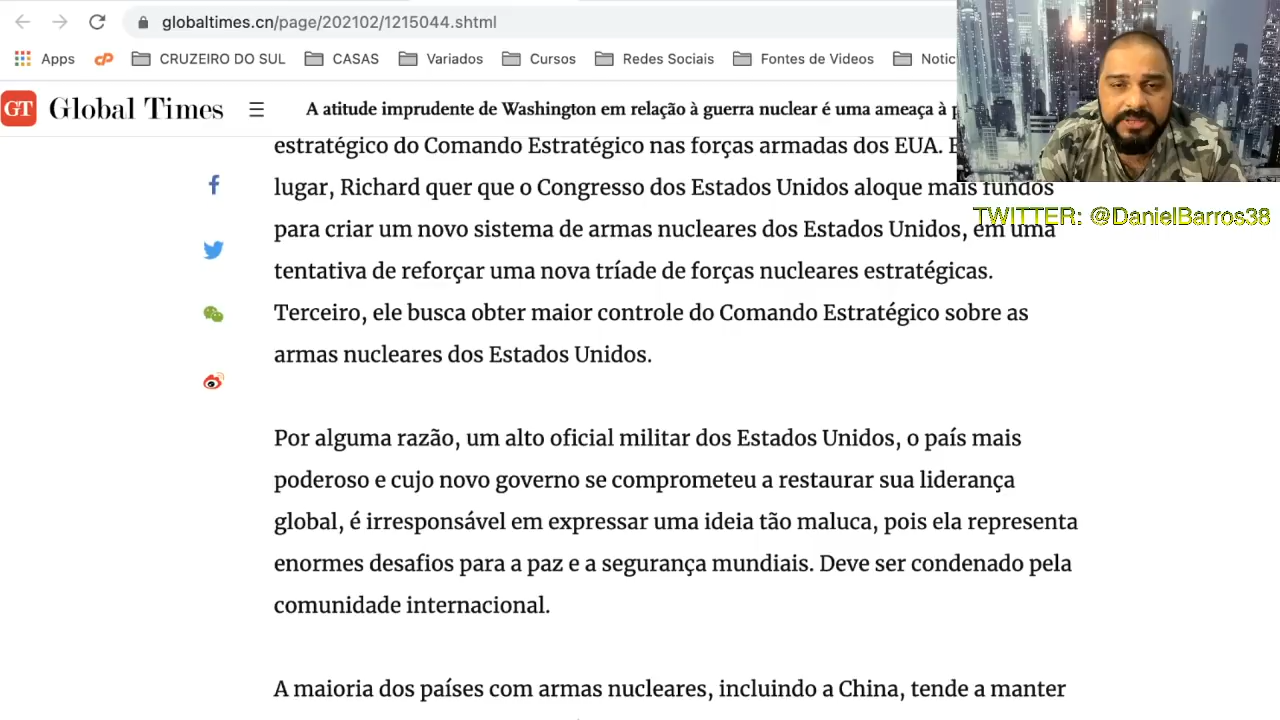 globaltimes.cn/page/202102/1215044.shtml
Apps
CRUZEIRO DO SUL
CASAS
Variados
Cursos
Redes Sociais
Fontes de Videos
GT
Global Times
A atitude imprudente de Washington em relação à guerra nuclear é uma ameaça à
estratégico do Comando Estratégico nas forças armadas dos EUA.
lugar, Richard quer que o Congresso dos Estados Unidos aloque mais fundos
TWITTER: @DanielBarros38
para criar um novo sistema de armas nucleares dos Estados Unidos, em uma
tentativa de reforçar uma nova tríade de forças nucleares estratégicas.
Terceiro, ele busca obter maior controle do Comando Estratégico sobre as
armas nucleares dos Estados Unidos.
Por alguma razão, um alto oficial militar dos Estados Unidos, o país mais
poderoso e cujo novo governo se comprometeu a restaurar sua liderança
global, é irresponsável em expressar uma ideia tão maluca, pois ela representa
enormes desafios para a paz e a segurança mundiais. Deve ser condenado pela
comunidade internacional.
A maioria dos países com armas nucleares, incluindo a China, tende a manter